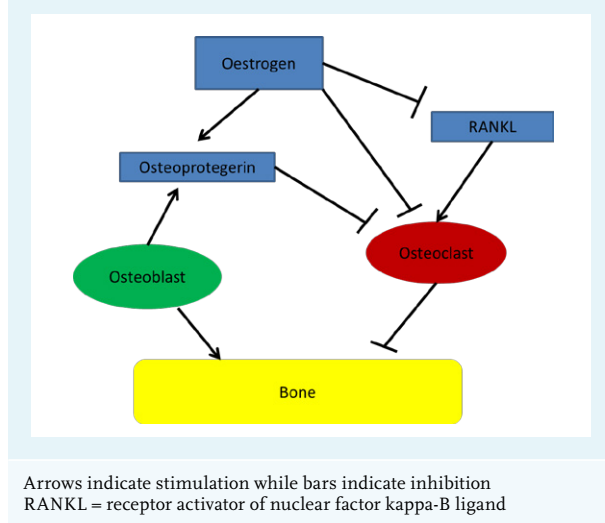 Oestrogen
RANKL
Osteoprotegerin
Osteoclast
Osteoblast
Bone
Arrows indicate stimulation while bars indicate inhibition
RANKL = receptor activator of nuclear factor kappa-B ligand